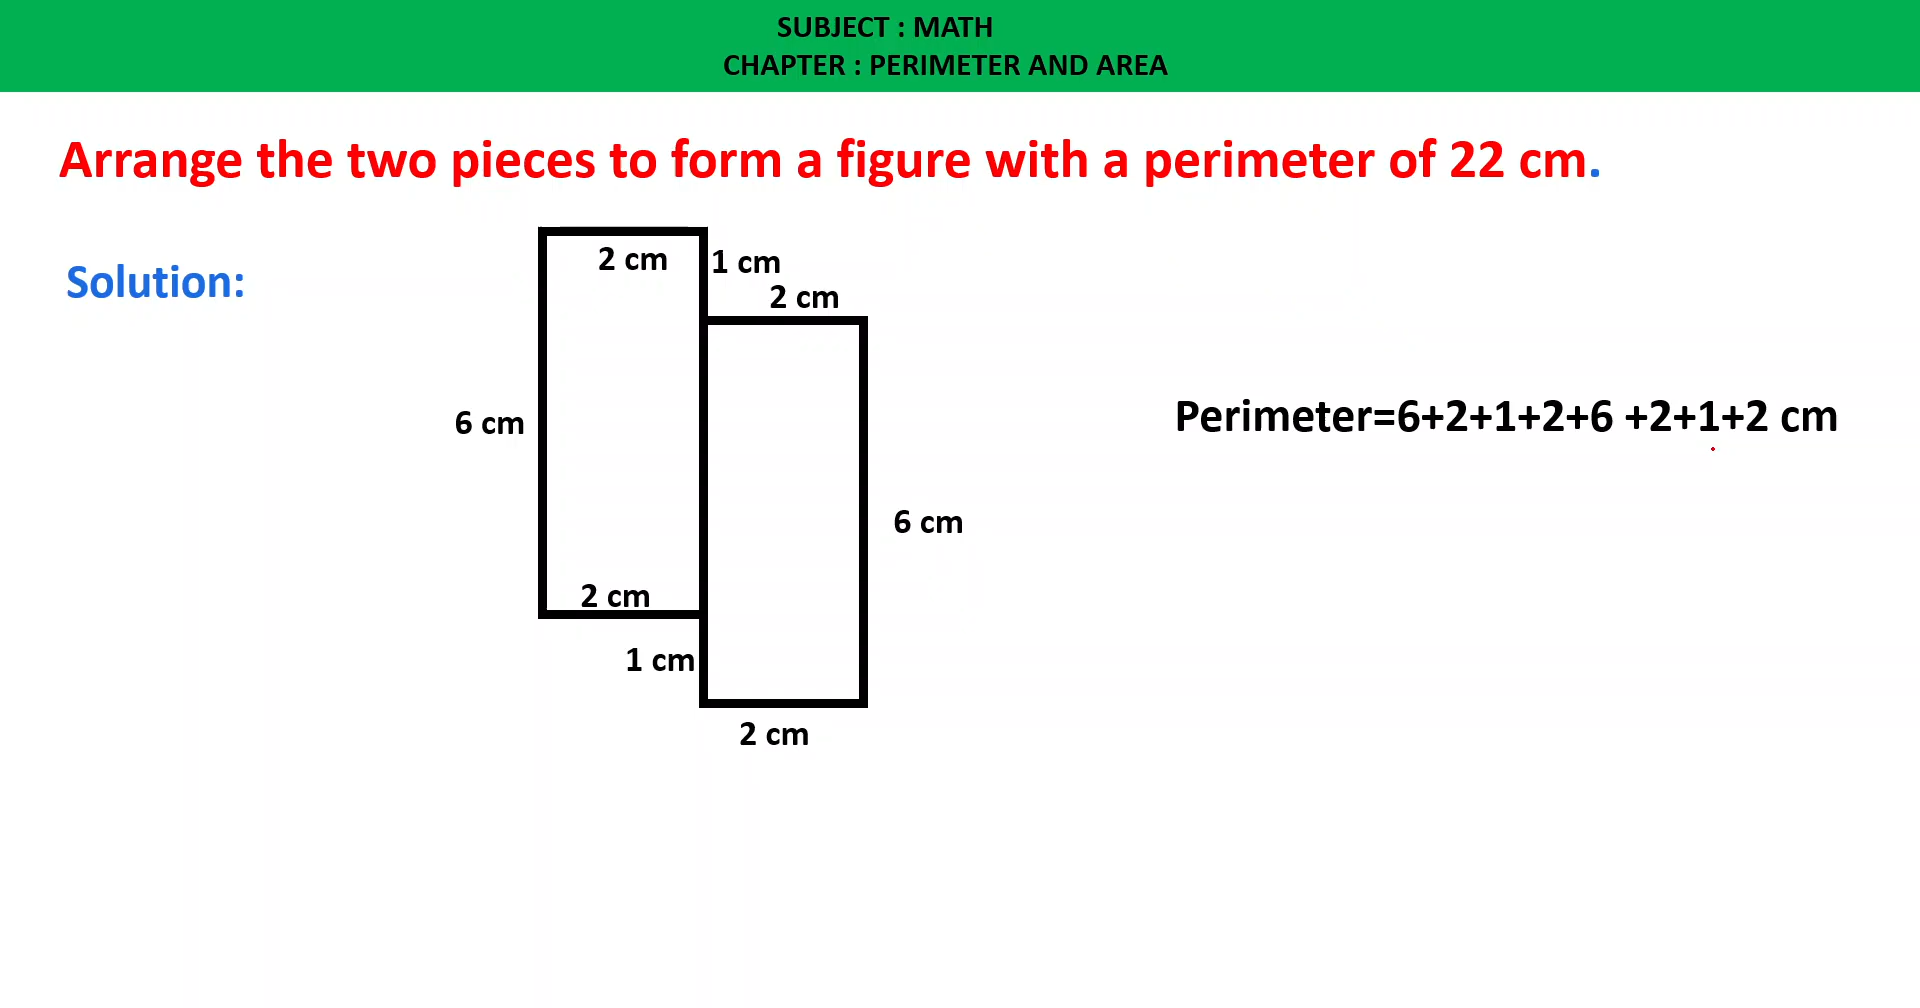 SUBJECT : MATH
CHAPTER : PERIMETER AND AREA
Arrange the two pieces to form a figure with a perimeter of 22 cm.
Solution:
2 cm
1 cm
2 cm
6 cm
Perimeter=6+2+1+2+6 +2+1+2 cm
6 cm
2 cm
1 cm
2 cm